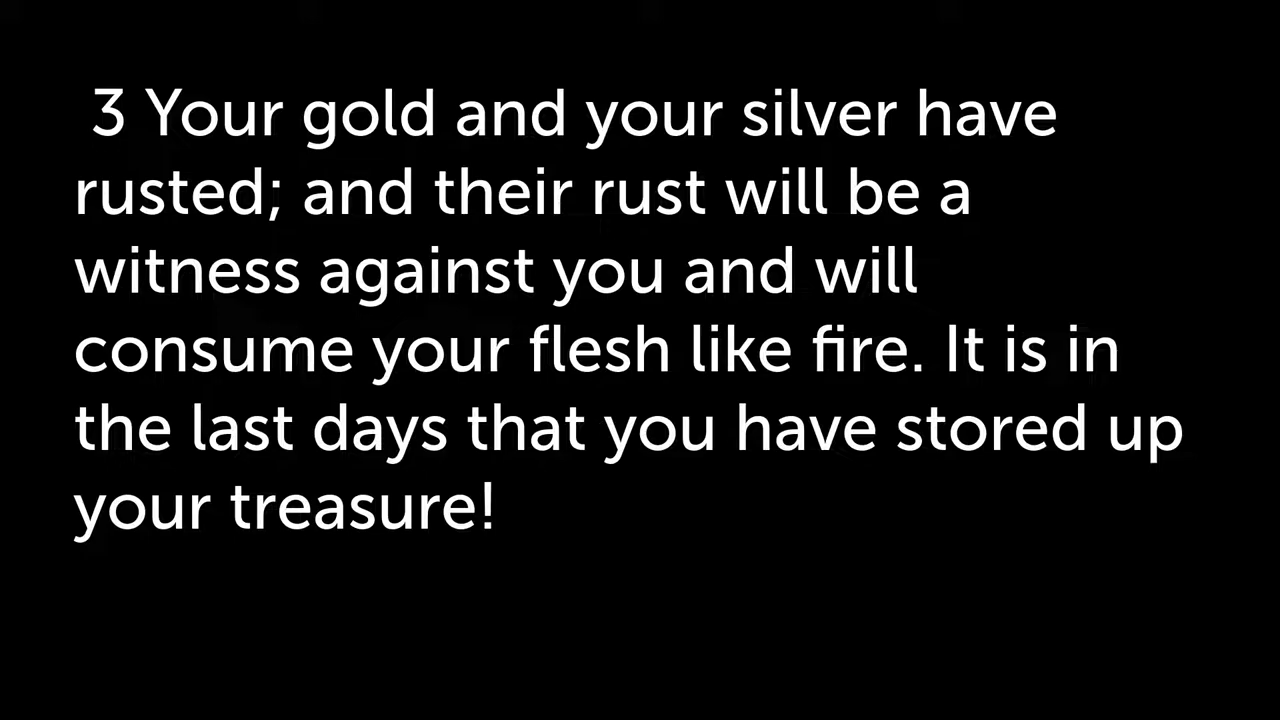 3 Your gold and your silver have
rusted; and their rust will be a
witness against you and will
consume your flesh like fire. It is in
the last days that you have stored up
your treasure!